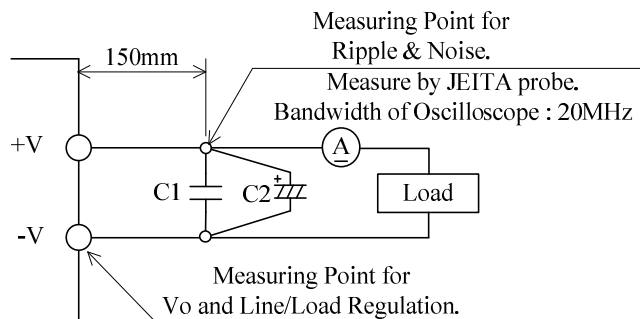 Measuring Point for
Ripple & Noise.
Measure by JEITA probe.
Bandwidth of Oscilloscope : 20MHz
150mm
+V
A
C1
C2
+
Load
-V
Measuring Point for
Vo and Line/Load Regulation.